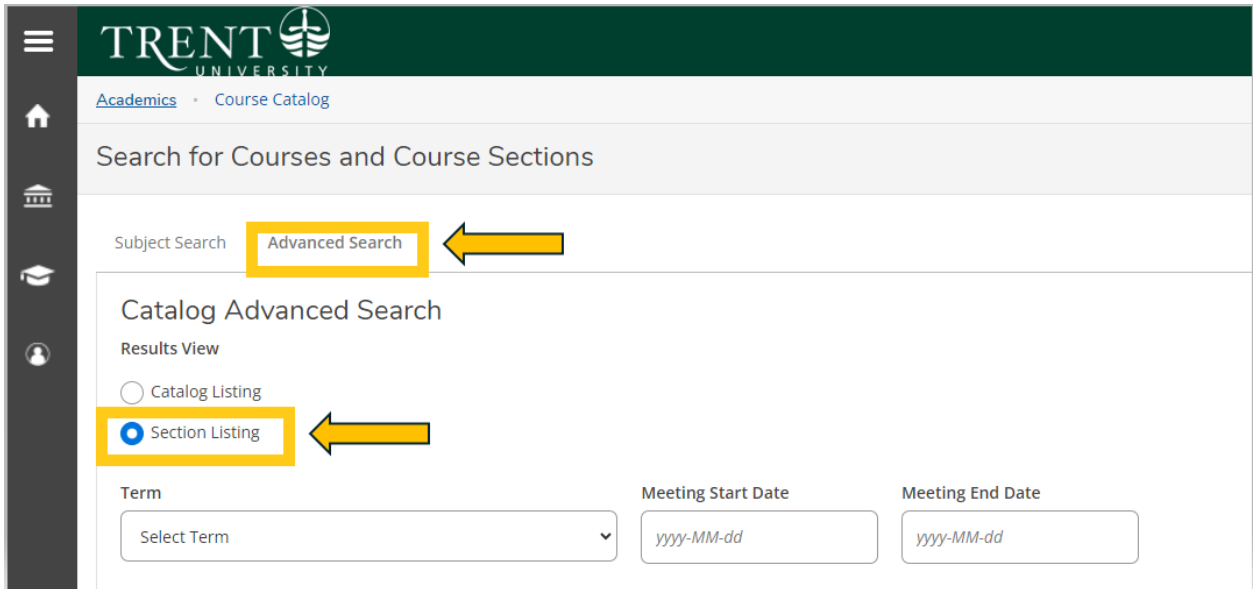 TRENT
UNIVERSITY
Academics · Course Catalog
Search for Courses and Course Sections
Subject Search Advanced Search
Catalog Advanced Search
Results View
Catalog Listing
Section Listing
Term Meeting Start Date Meeting End Date
Select Term yyyy-MM-dd yyyy-MM-dd